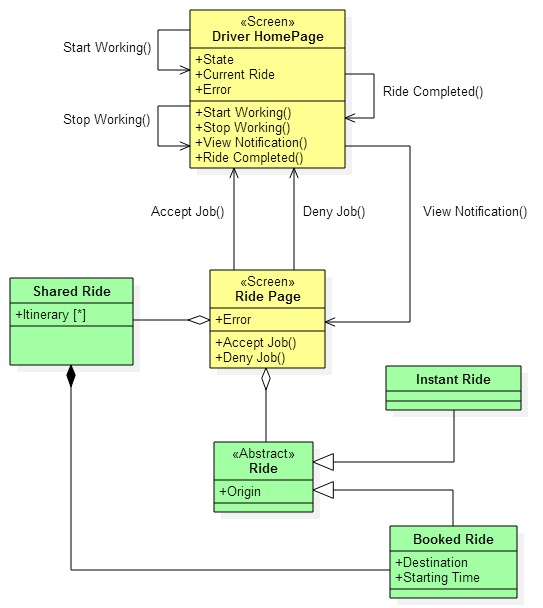 «Screen»
Driver HomePage
+State
+Current Ride
+Error
+Start Working()
+Stop Working()
+View Notification()
+Ride Completed()
Start Working()
Stop Working()
Ride Completed()
Accept Job()
Deny Job()
View Notification()
«Screen»
Ride Page
+Error
+Accept Job()
+Deny Job()
Shared Ride
+Itinerary [*]
Instant Ride
«Abstract»
Ride
+Origin
Booked Ride
+Destination
+Starting Time